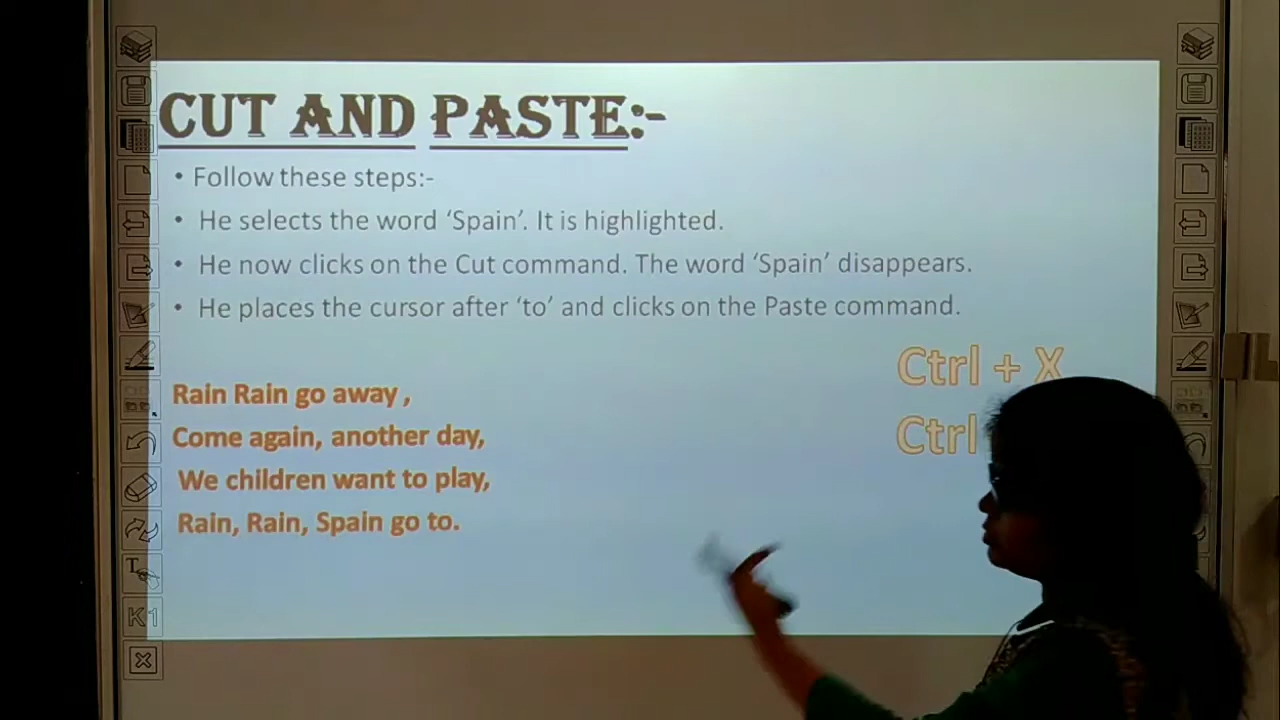 CUT AND PASTE:-
• Follow these steps:-
• He selects the word ‘Spain’. It is highlighted.
• He now clicks on the Cut command. The word ‘Spain’ disappears.
• He places the cursor after ‘to’ and clicks on the Paste command.
Ctrl + X
Ctrl
Rain Rain go away ,
Come again, another day,
We children want to play,
Rain, Rain, Spain go to.
T
K1